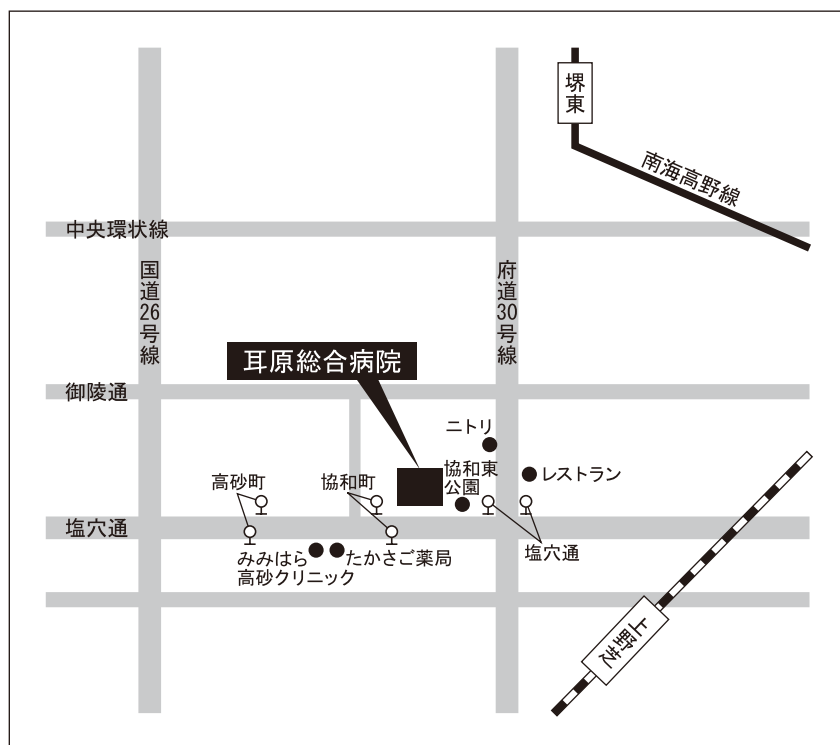 堺東
南海高野線
中央環状線
国道26号線
府道30号線
耳原総合病院
御陵通
ニトリ
高砂町
協和町
協和東
公園
レストラン
塩穴通
塩穴通
みみはら
高砂クリニック
たかさご薬局
上野芝